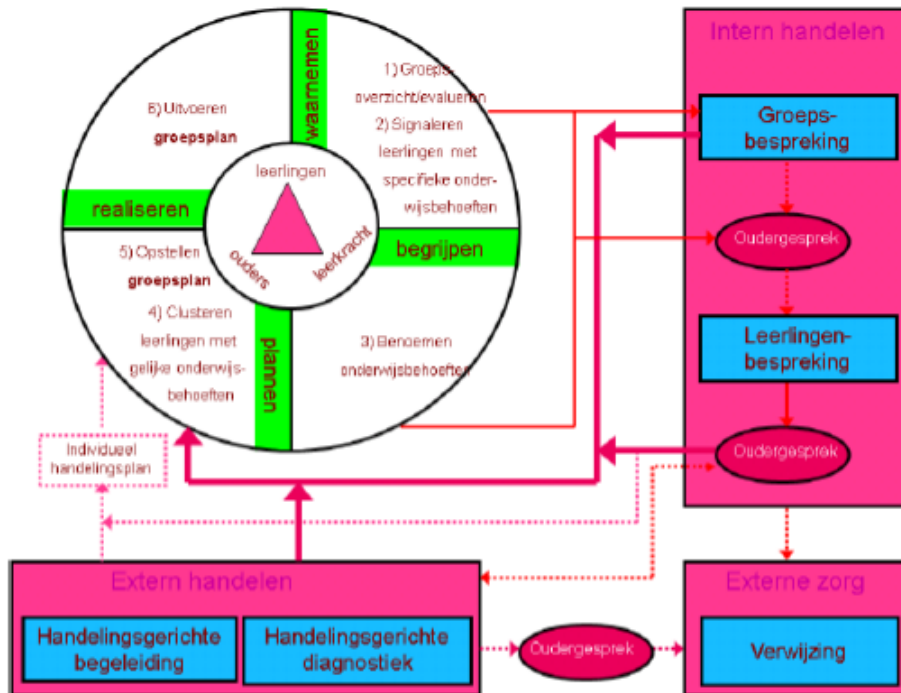 waarnemen
1) Groeps-
overzicht/evalueren
2) Signaleren
leerlingen met
specifieke onder-
wijsbehoeften
begrijpen
3) Benoemen
onderwijsbehoeften
plannen
4) Clusteren
leerlingen met
gelijke onderwijs-
behoeften
5) Opstellen
groepsplan
realiseren
6) Uitvoeren
groepsplan
leerlingen
ouders
leerkracht
Individueel
handelingsplan
Intern handelen
Groeps-
bespreking
Oudergesprek
Leerlingen-
bespreking
Oudergesprek
Extern handelen
Handelingsgerichte
begeleiding
Handelingsgerichte
diagnostiek
Oudergesprek
Externe zorg
Verwijzing